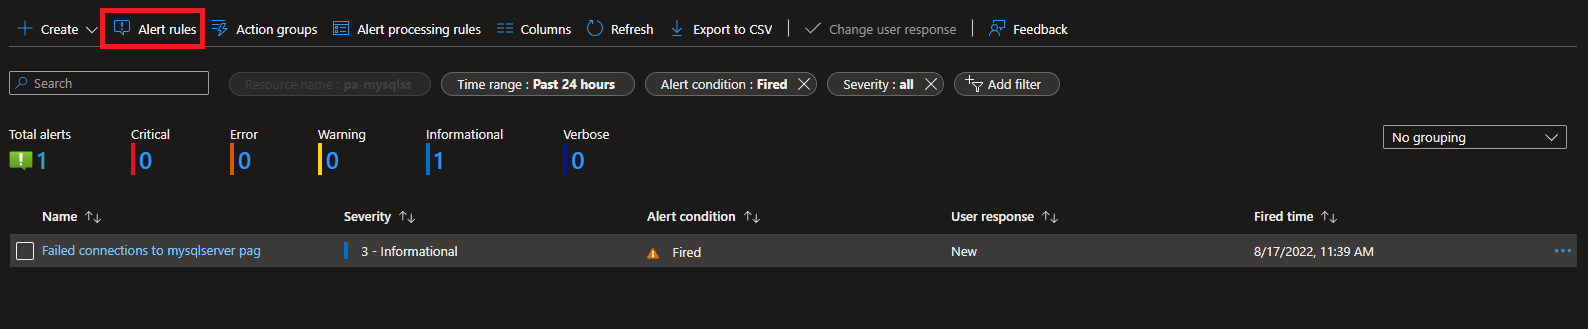 Create Alert rules Action groups Alert processing rules Columns Refresh Export to CSV Change user response Feedback
Search Resource name : pa-mysqlss Time range : Past 24 hours Alert condition : Fired Severity : all Add filter
Total alerts Critical Error Warning Informational Verbose
1 0 0 0 1 0
No grouping
Name Severity Alert condition User response Fired time
Failed connections to mysqlserver pag 3 - Informational Fired New 8/17/2022, 11:39 AM